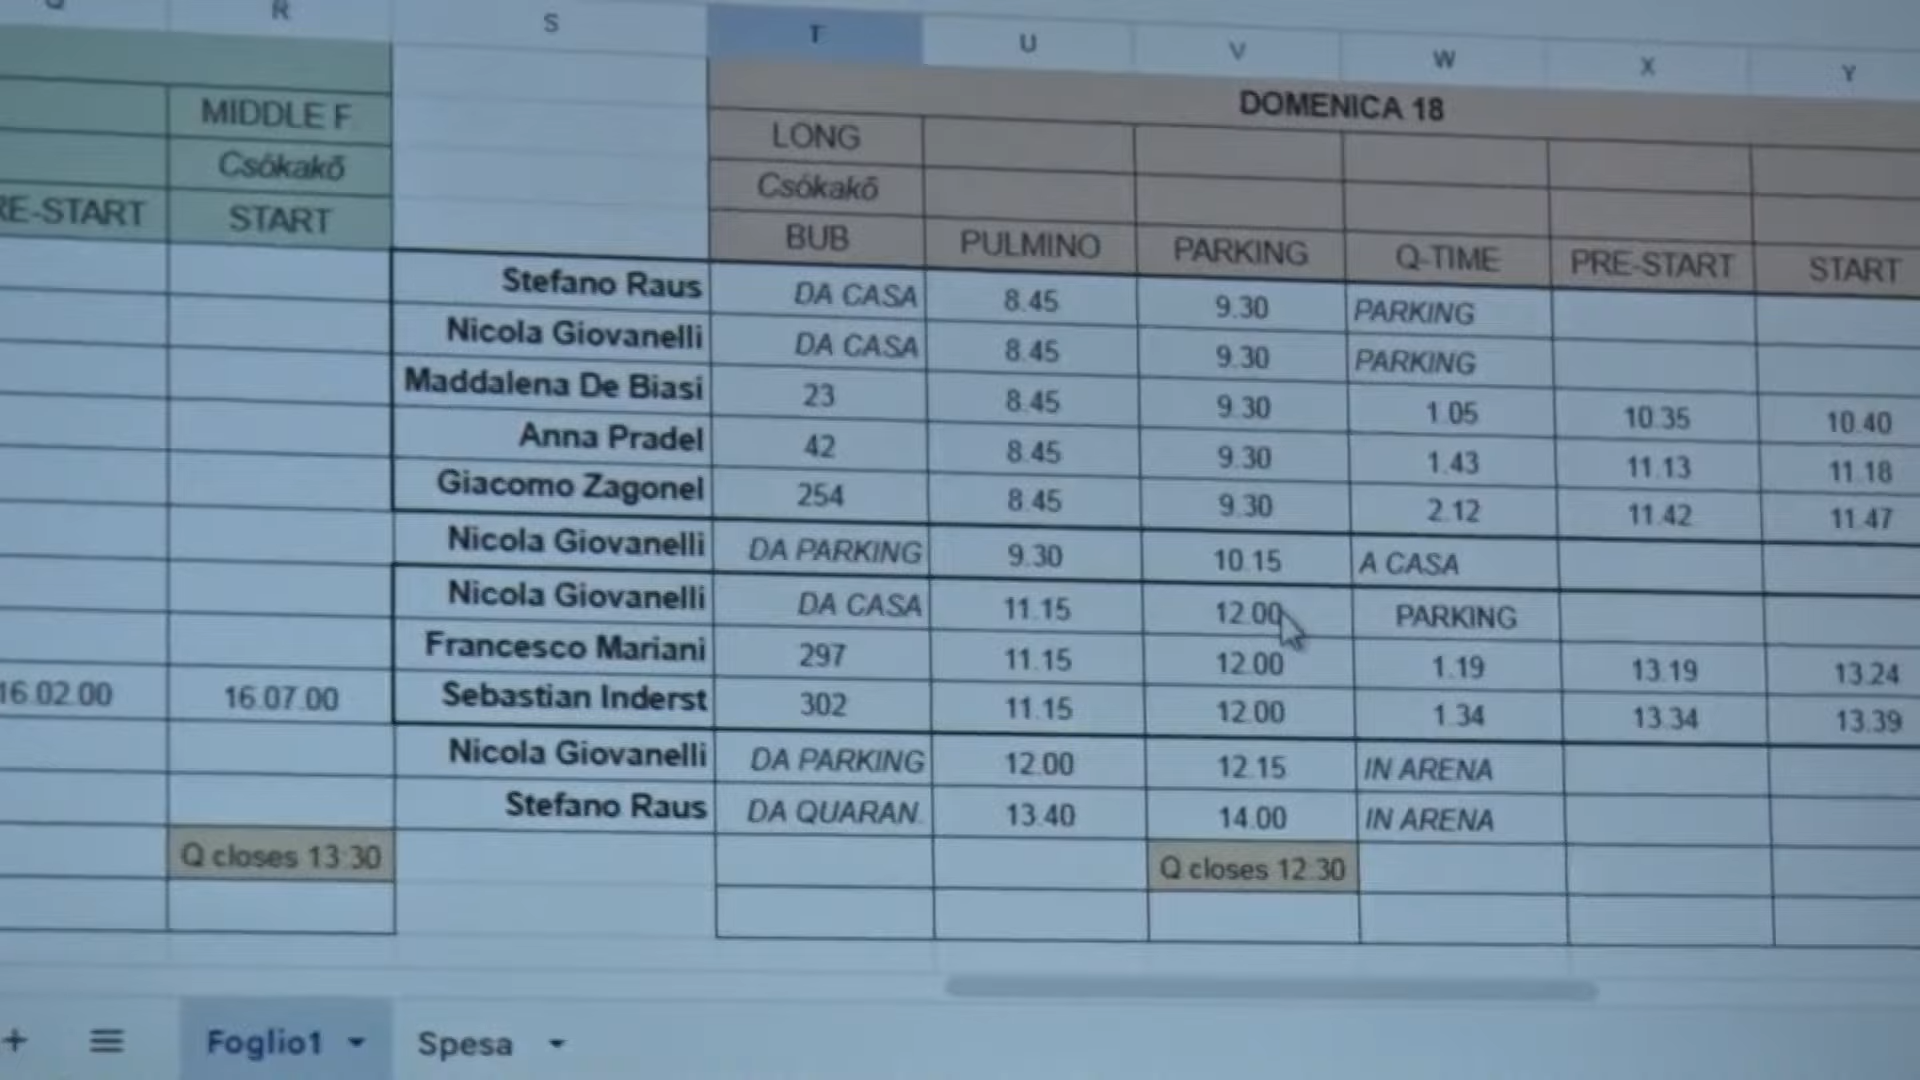 R S T U V W X Y
DOMENICA 18
MIDDLE F. LONG
Csókakő Csókakő
START BUB PULMINO PARKING Q-TIME PRE-START START
Stefano Raus DA CASA 8.45 9.30 PARKING
Nicola Giovanelli DA CASA 8.45 9.30 PARKING
Maddalena De Biasi 23 8.45 9.30 1.05 10.35 10.40
Anna Pradel 42 8.45 9.30 1.43 11.13 11.18
Giacomo Zagonel 254 8.45 9.30 2.12 11.42 11.47
Nicola Giovanelli DA PARKING 9.30 10.15 A CASA
Nicola Giovanelli DA CASA 11.15 12.00 PARKING
Francesco Mariani 297 11.15 12.00 1.19 13.19 13.24
16.02.00 16.07.00 Sebastian Inderst 302 11.15 12.00 1.34 13.34 13.39
Nicola Giovanelli DA PARKING 12.00 12.15 IN ARENA
Stefano Raus DA QUARAN. 13.40 14.00 IN ARENA
Q closes 13:30 Q closes 12.30
Foglio1 Spesa